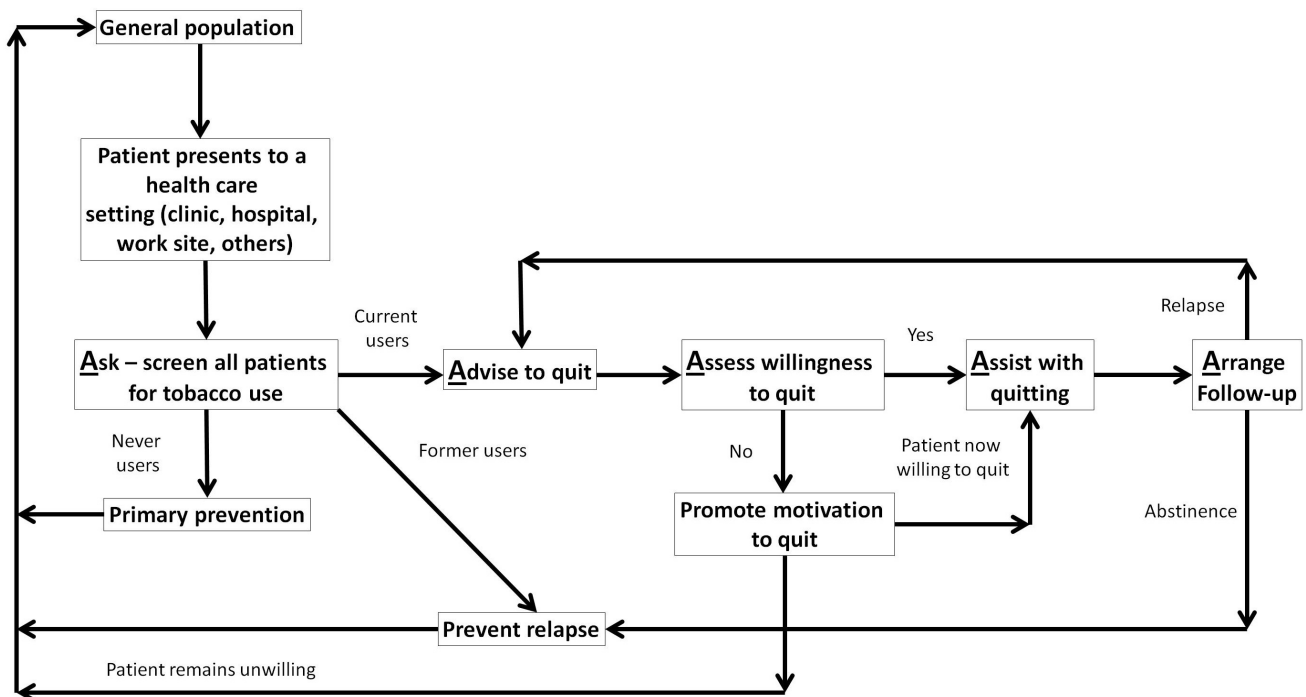 General population
Patient presents to a
health care
setting (clinic, hospital,
work site, others)
Ask – screen all patients
for tobacco use
Current
users
Advise to quit
Assess willingness
to quit
Yes
Assist with
quitting
Relapse
Arrange
Follow-up
Never
users
Former users
No
Patient now
willing to quit
Primary prevention
Promote motivation
to quit
Abstinence
Prevent relapse
Patient remains unwilling